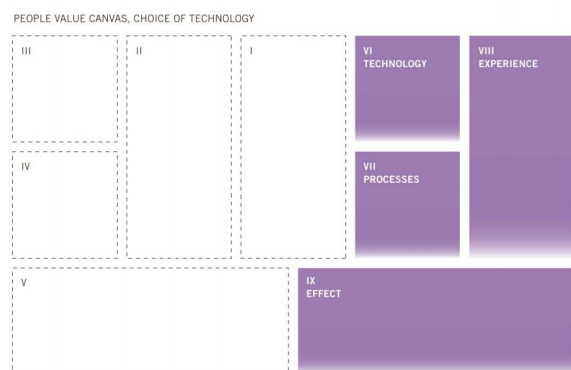 PEOPLE VALUE CANVAS, CHOICE OF TECHNOLOGY
III
II
I
VI
TECHNOLOGY
VIII
EXPERIENCE
IV
VII
PROCESSES
V
IX
EFFECT